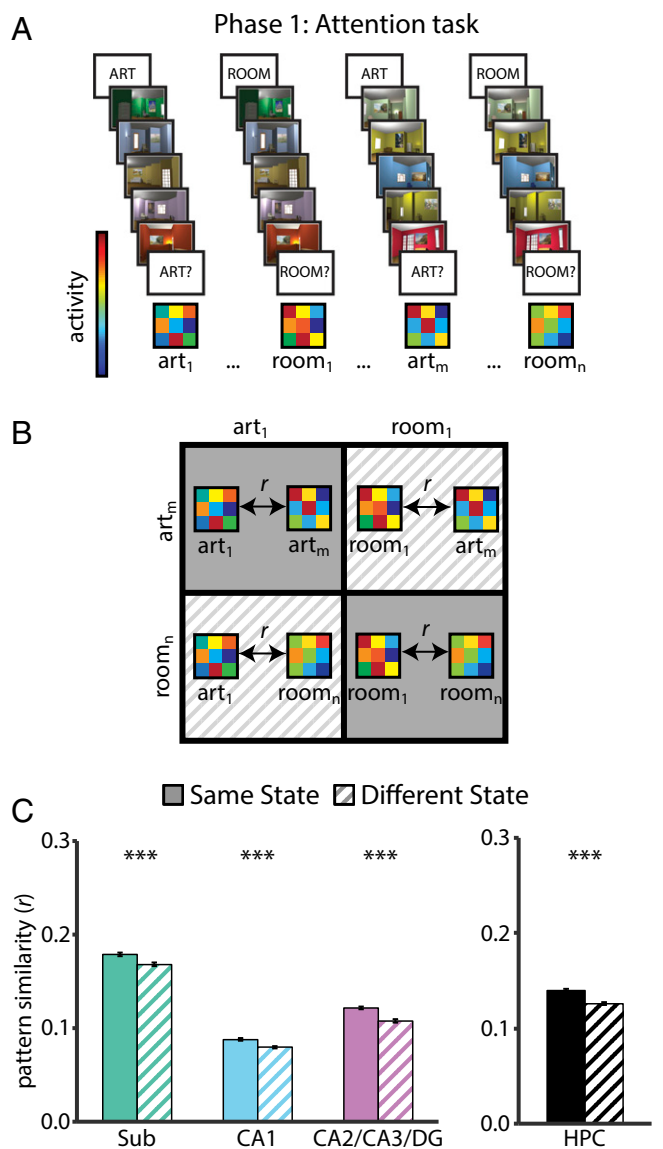 A
Phase 1: Attention task
ART ROOM ART ROOM
ART? ROOM? ART? ROOM?
activity
art₁ ... room₁ ... artₘ ... roomₙ
B
art₁ room₁
artₘ
r r
art₁ artₘ room₁ artₘ
roomₙ
r r
art₁ roomₙ room₁ roomₙ
Same State Different State
C
pattern similarity (r)
0.3 0.3
*** *** *** ***
0.2 0.2
0.1 0.1
0.0 0.0
Sub CA1 CA2/CA3/DG HPC